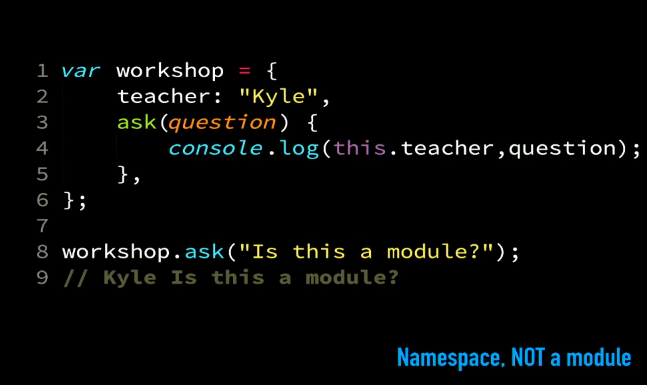 1 var workshop = {
2     teacher: "Kyle",
3     ask(question) {
4         console.log(this.teacher,question);
5     },
6 };
7
8 workshop.ask("Is this a module?");
9 // Kyle Is this a module?
Namespace, NOT a module